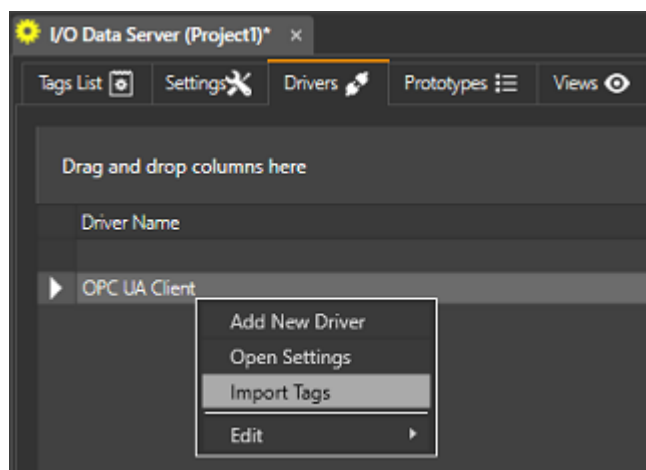 I/O Data Server (Project1)* ×
Tags List Settings Drivers Prototypes Views
Drag and drop columns here
Driver Name
OPC UA Client
Add New Driver
Open Settings
Import Tags
Edit